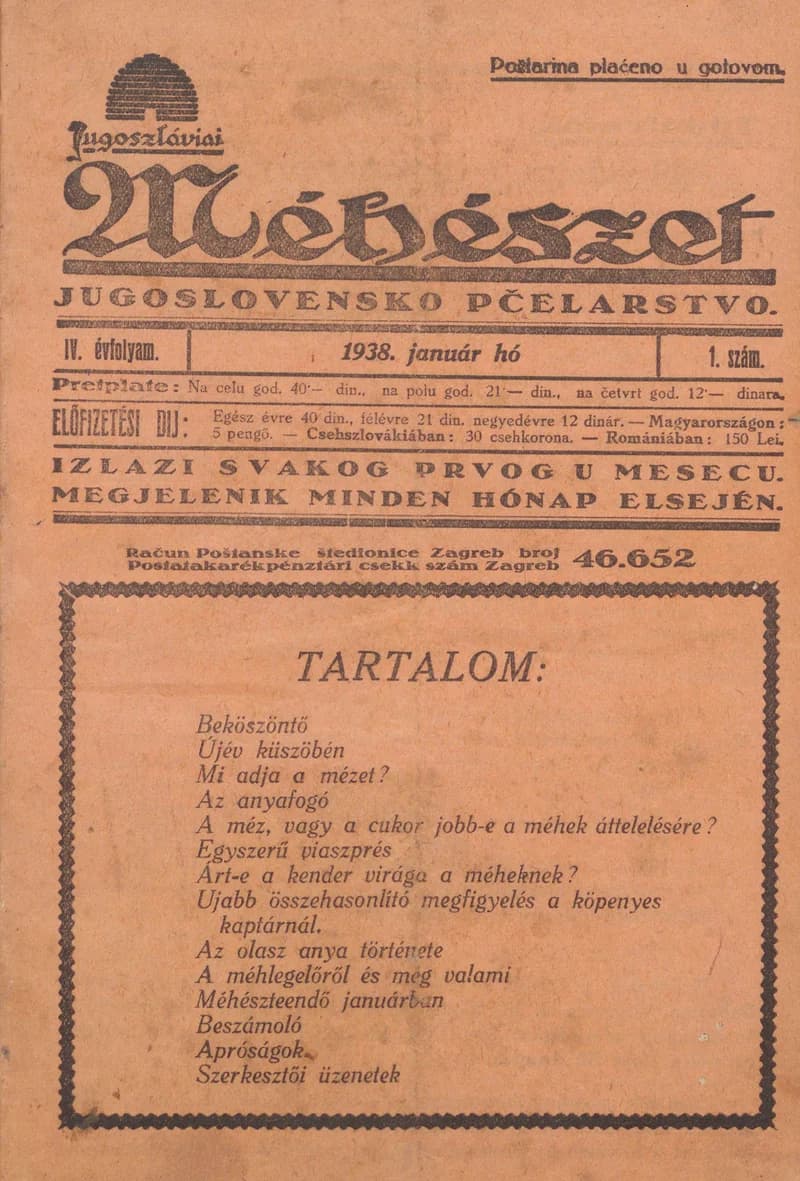 Poštarina plaćeno u gotovom.
Jugoszláviai
Méhészet
JUGOSLOVENSKO PČELARSTVO.
IV. évfolyam. 1938. január hó 1. szám.
Pretplate: Na celu god. 40·— din., na polu god. 21·— din., na četvrt god. 12·— dinara.
ELŐFIZETÉSI DIJ: Egész évre 40 din., félévre 21 din. negyedévre 12 dinár. — Magyarországon:
5 pengő. — Csehszlovákiában: 30 csehkorona. — Romániában: 150 Lei.
IZLAZI SVAKOG PRVOG U MESECU.
MEGJELENIK MINDEN HÓNAP ELSEJÉN.
Račun Poštanske štedionice Zagreb broj 46.652
Postatakarékpénztári csekk szám Zagreb
TARTALOM:
Beköszöntő
Újév küszöbén
Mi adja a mézet?
Az anyafogó
A méz, vagy a cukor jobb-e a méhek áttelelésére?
Egyszerű viaszprés
Árt-e a kender virága a méheknek?
Ujabb összehasonlító megfigyelés a köpenyes
kaptárnál.
Az olasz anya története
A méhlegelőről és még valami
Méhészteendő januárban
Beszámoló
Apróságok.
Szerkesztői üzenetek